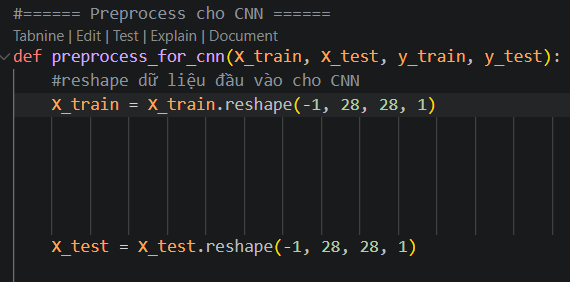 #====== Preprocess cho CNN ======
Tabnine | Edit | Test | Explain | Document
def preprocess_for_cnn(X_train, X_test, y_train, y_test):
#reshape dữ liệu đầu vào cho CNN
X_train = X_train.reshape(-1, 28, 28, 1)
X_test = X_test.reshape(-1, 28, 28, 1)